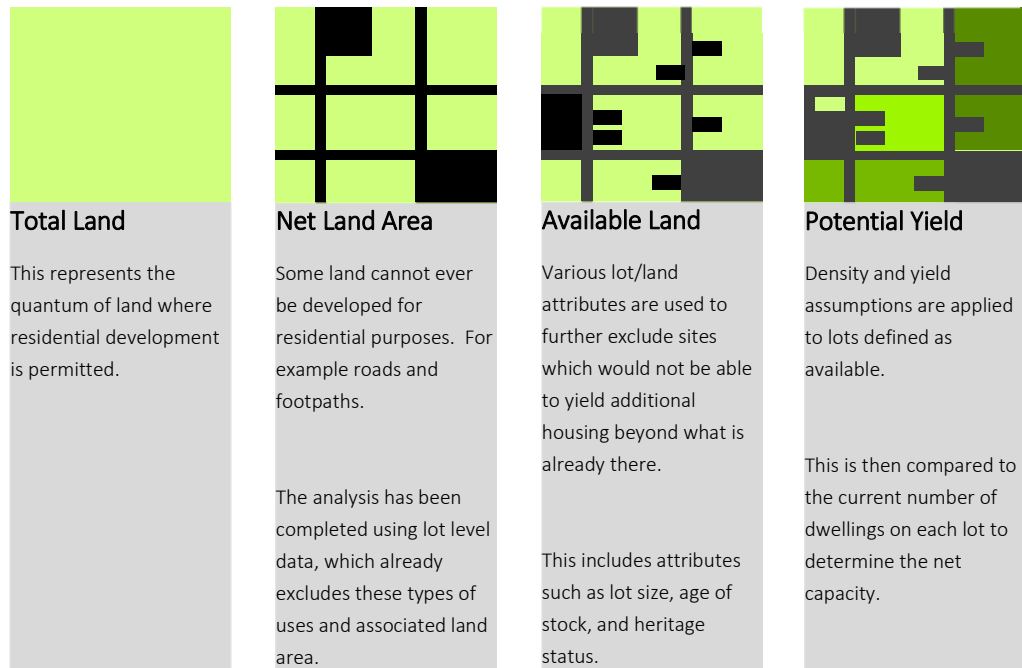 Total Land
This represents the
quantum of land where
residential development
is permitted.
Net Land Area
Some land cannot ever
be developed for
residential purposes.  For
example roads and
footpaths.
The analysis has been
completed using lot level
data, which already
excludes these types of
uses and associated land
area.
Available Land
Various lot/land
attributes are used to
further exclude sites
which would not be able
to yield additional
housing beyond what is
already there.
This includes attributes
such as lot size, age of
stock, and heritage
status.
Potential Yield
Density and yield
assumptions are applied
to lots defined as
available.
This is then compared to
the current number of
dwellings on each lot to
determine the net
capacity.